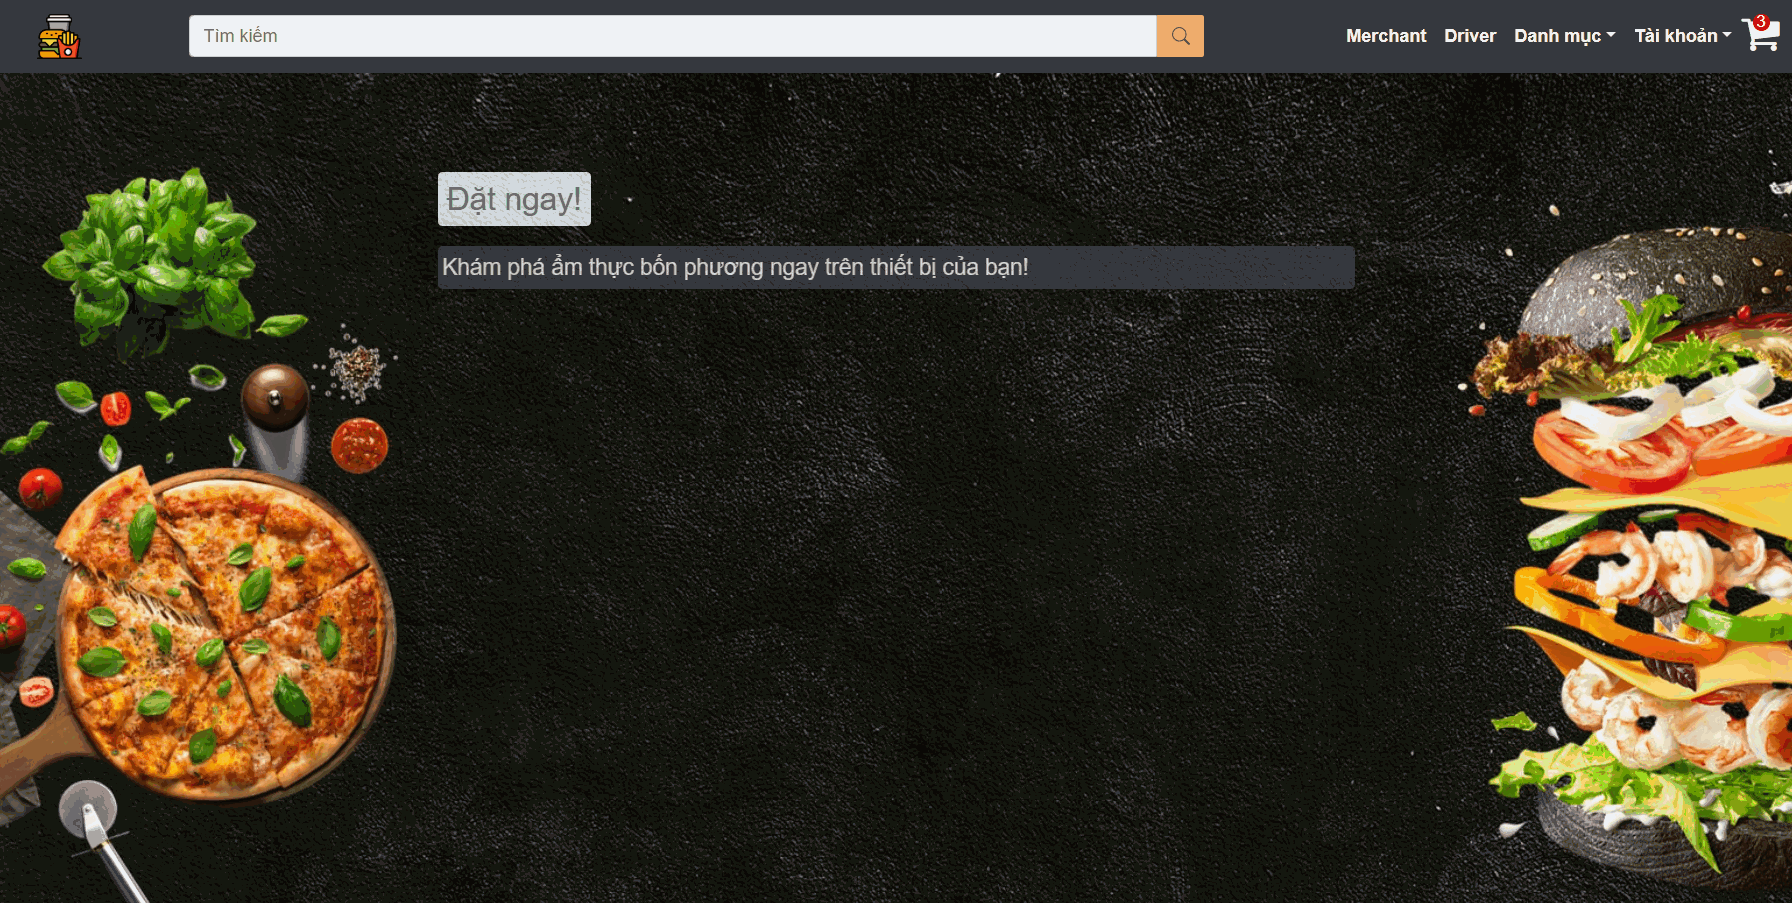 Tìm kiếm
Merchant Driver Danh mục Tài khoản 3
Đặt ngay!
Khám phá ẩm thực bốn phương ngay trên thiết bị của bạn!